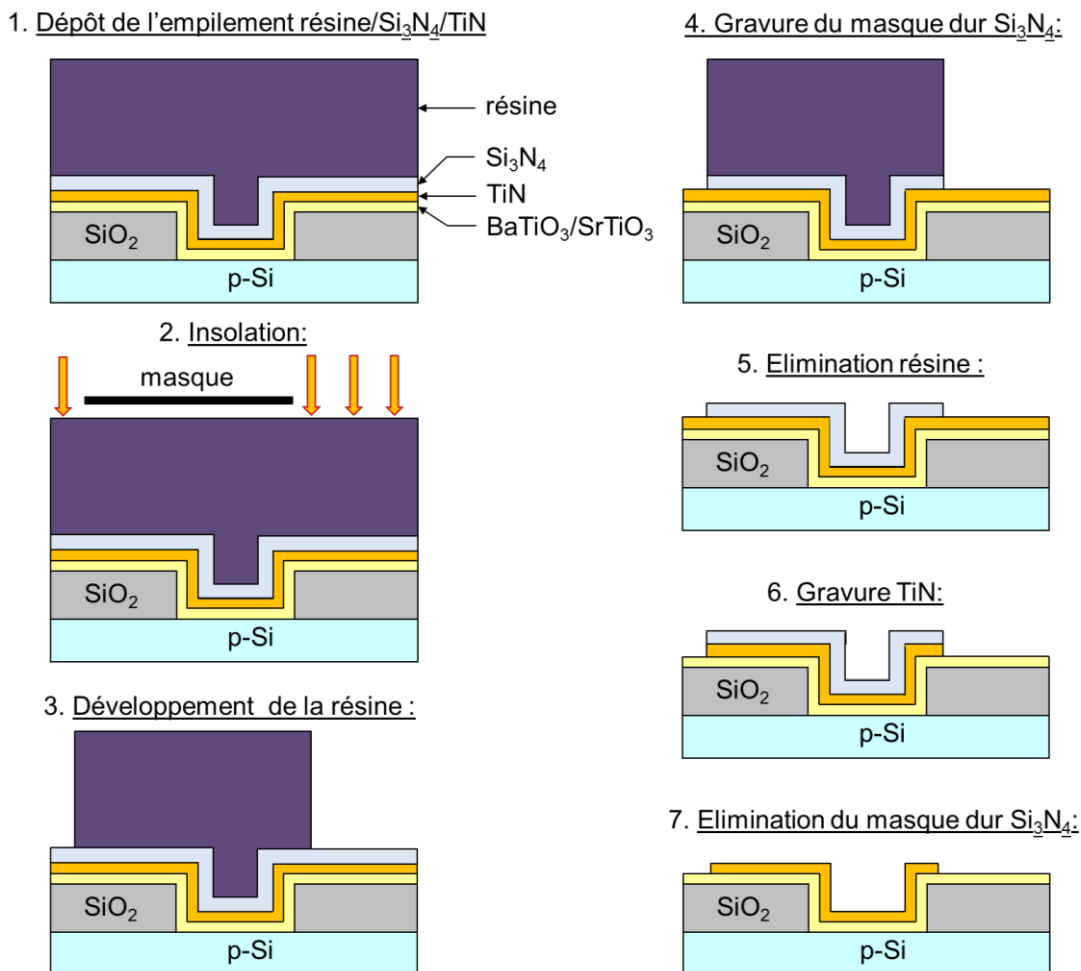 1. Dépôt de l'empilement résine/Si₃N₄/TiN
résine
Si₃N₄
TiN
BaTiO₃/SrTiO₃
SiO₂
p-Si
2. Insolation:
masque
SiO₂
p-Si
3. Développement de la résine :
SiO₂
p-Si
4. Gravure du masque dur Si₃N₄:
SiO₂
p-Si
5. Elimination résine :
SiO₂
p-Si
6. Gravure TiN:
SiO₂
p-Si
7. Elimination du masque dur Si₃N₄:
SiO₂
p-Si